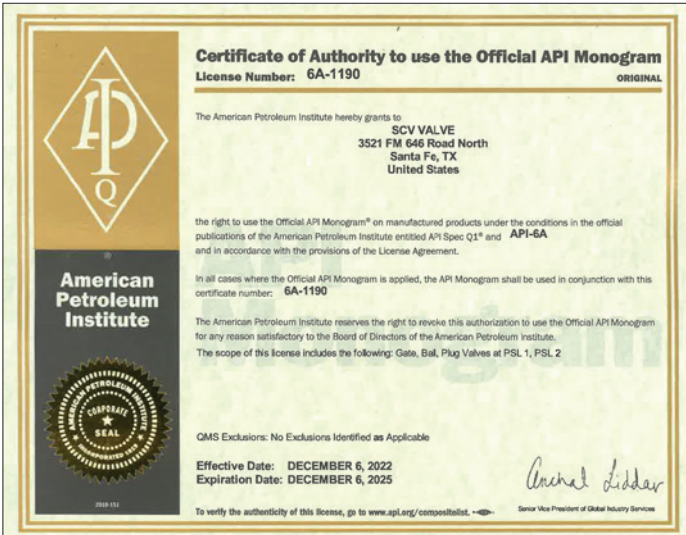 API
Q
®
American
Petroleum
Institute
AMERICAN PETROLEUM INSTITUTE
CORPORATE
SEAL
INCORPORATED 1919
2010-151
Certificate of Authority to use the Official API Monogram
License Number: 6A-1190
ORIGINAL
The American Petroleum Institute hereby grants to
SCV VALVE
3521 FM 646 Road North
Santa Fe, TX
United States
the right to use the Official API Monogram® on manufactured products under the conditions in the official
publications of the American Petroleum Institute entitled API Spec Q1® and API-6A
and in accordance with the provisions of the License Agreement.
In all cases where the Official API Monogram is applied, the API Monogram shall be used in conjunction with this
certificate number: 6A-1190
The American Petroleum Institute reserves the right to revoke this authorization to use the Official API Monogram
for any reason satisfactory to the Board of Directors of the American Petroleum Institute.
The scope of this license includes the following: Gate, Ball, Plug Valves at PSL 1, PSL 2
QMS Exclusions: No Exclusions Identified as Applicable
Effective Date: DECEMBER 6, 2022
Expiration Date: DECEMBER 6, 2025
To verify the authenticity of this license, go to www.api.org/compositelist.
Anchal Liddar
Senior Vice President of Global Industry Services